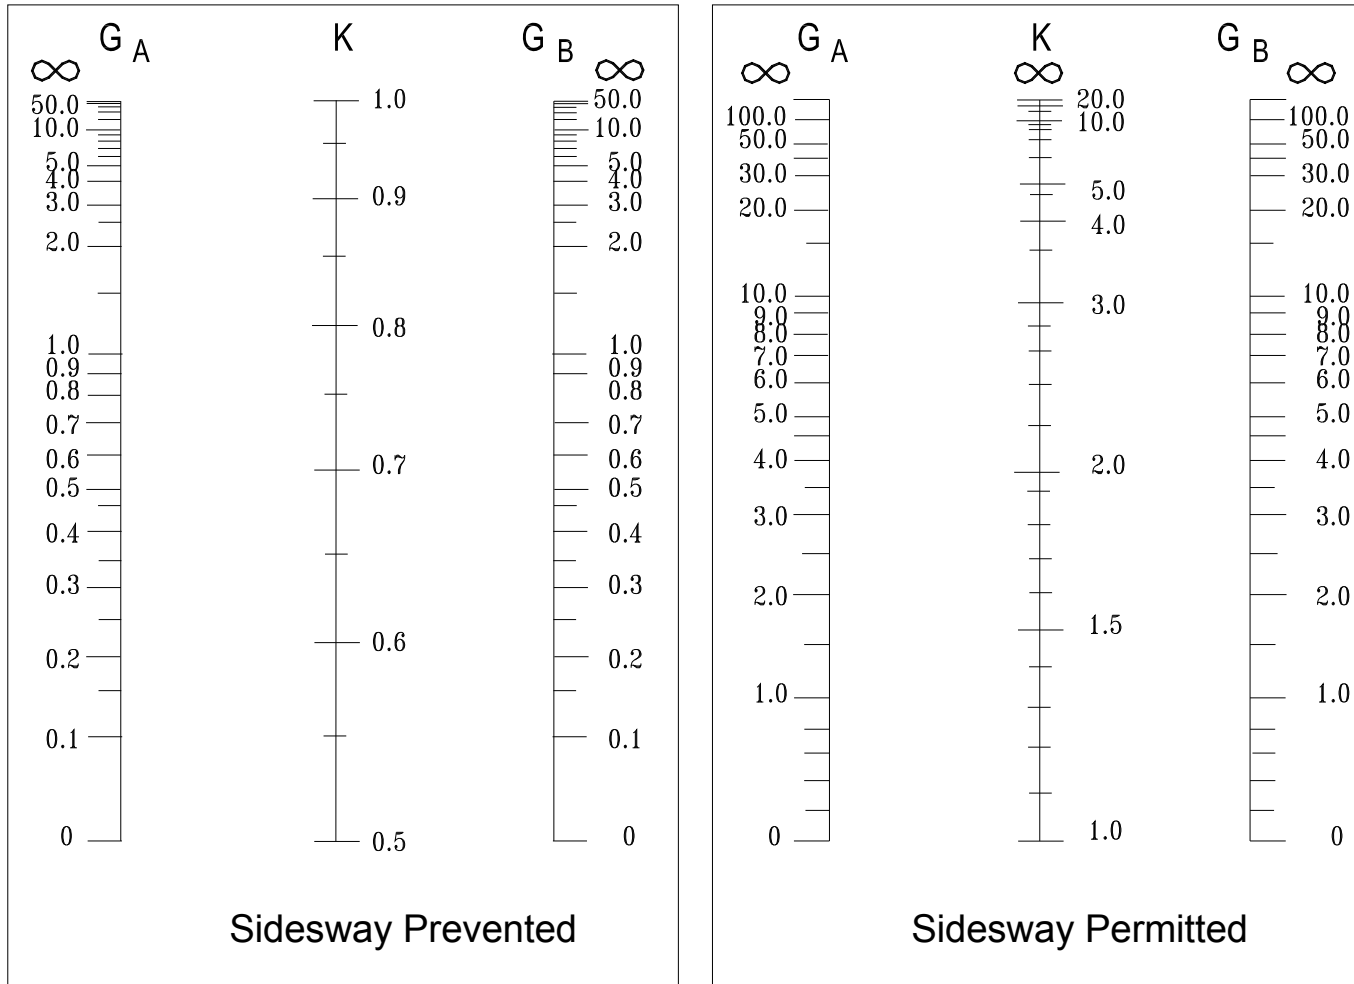 G A K G B
∞ ∞
50.0 1.0 50.0
10.0 10.0
5.0 5.0
4.0 4.0
3.0 0.9 3.0
2.0 2.0
0.8
1.0 1.0
0.9 0.9
0.8 0.8
0.7 0.7
0.6 0.7 0.6
0.5 0.5
0.4 0.4
0.3 0.3
0.2 0.6 0.2
0.1 0.1
0 0.5 0
Sidesway Prevented
G A K G B
∞ ∞ ∞
100.0 20.0 100.0
50.0 10.0 50.0
30.0 5.0 30.0
20.0 4.0 20.0
10.0 3.0 10.0
9.0 9.0
8.0 8.0
7.0 7.0
6.0 6.0
5.0 5.0
4.0 2.0 4.0
3.0 3.0
2.0 2.0
1.5
1.0 1.0
0 1.0 0
Sidesway Permitted